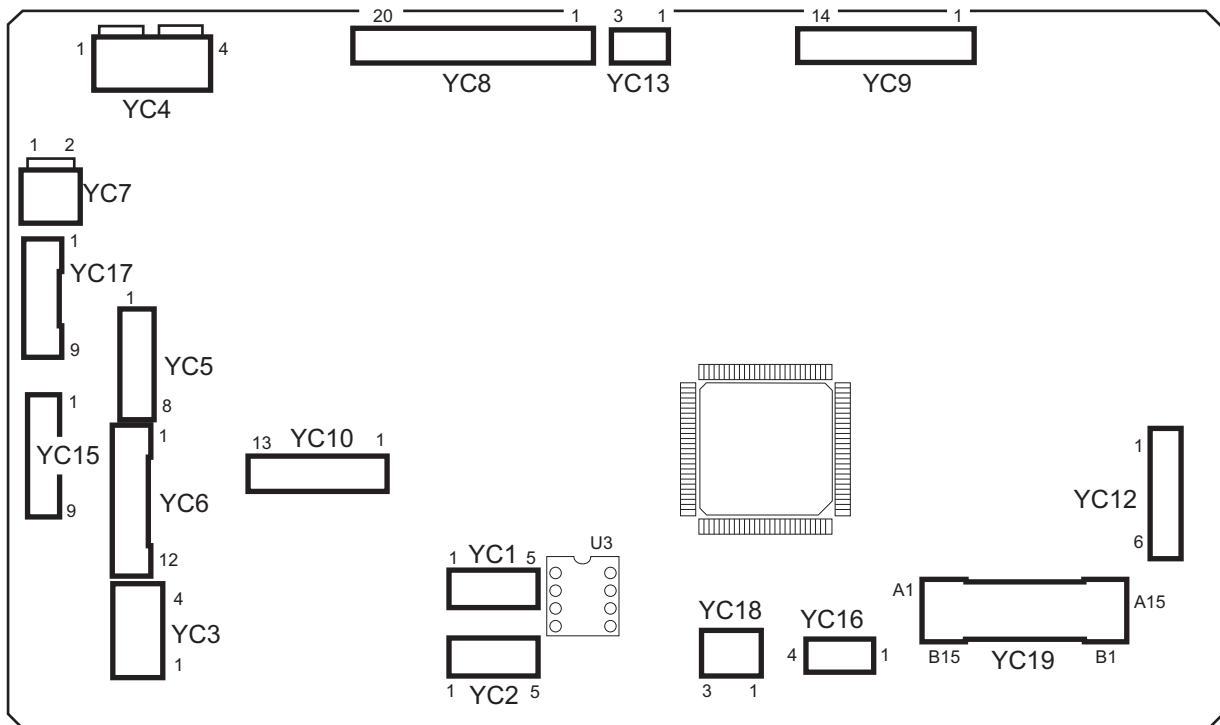 20 1 3 1 14 1
1 4
YC8 YC13 YC9
YC4
1 2
YC7
1
YC17
1
9
YC5
1 8
YC15 1
13 YC10 1
YC6
9
12
1
YC12
6
1 YC1 5 U3
4
YC3
1
YC18 YC16
A1 A15
4 1
B15 YC19 B1
YC2
1 5
3 1